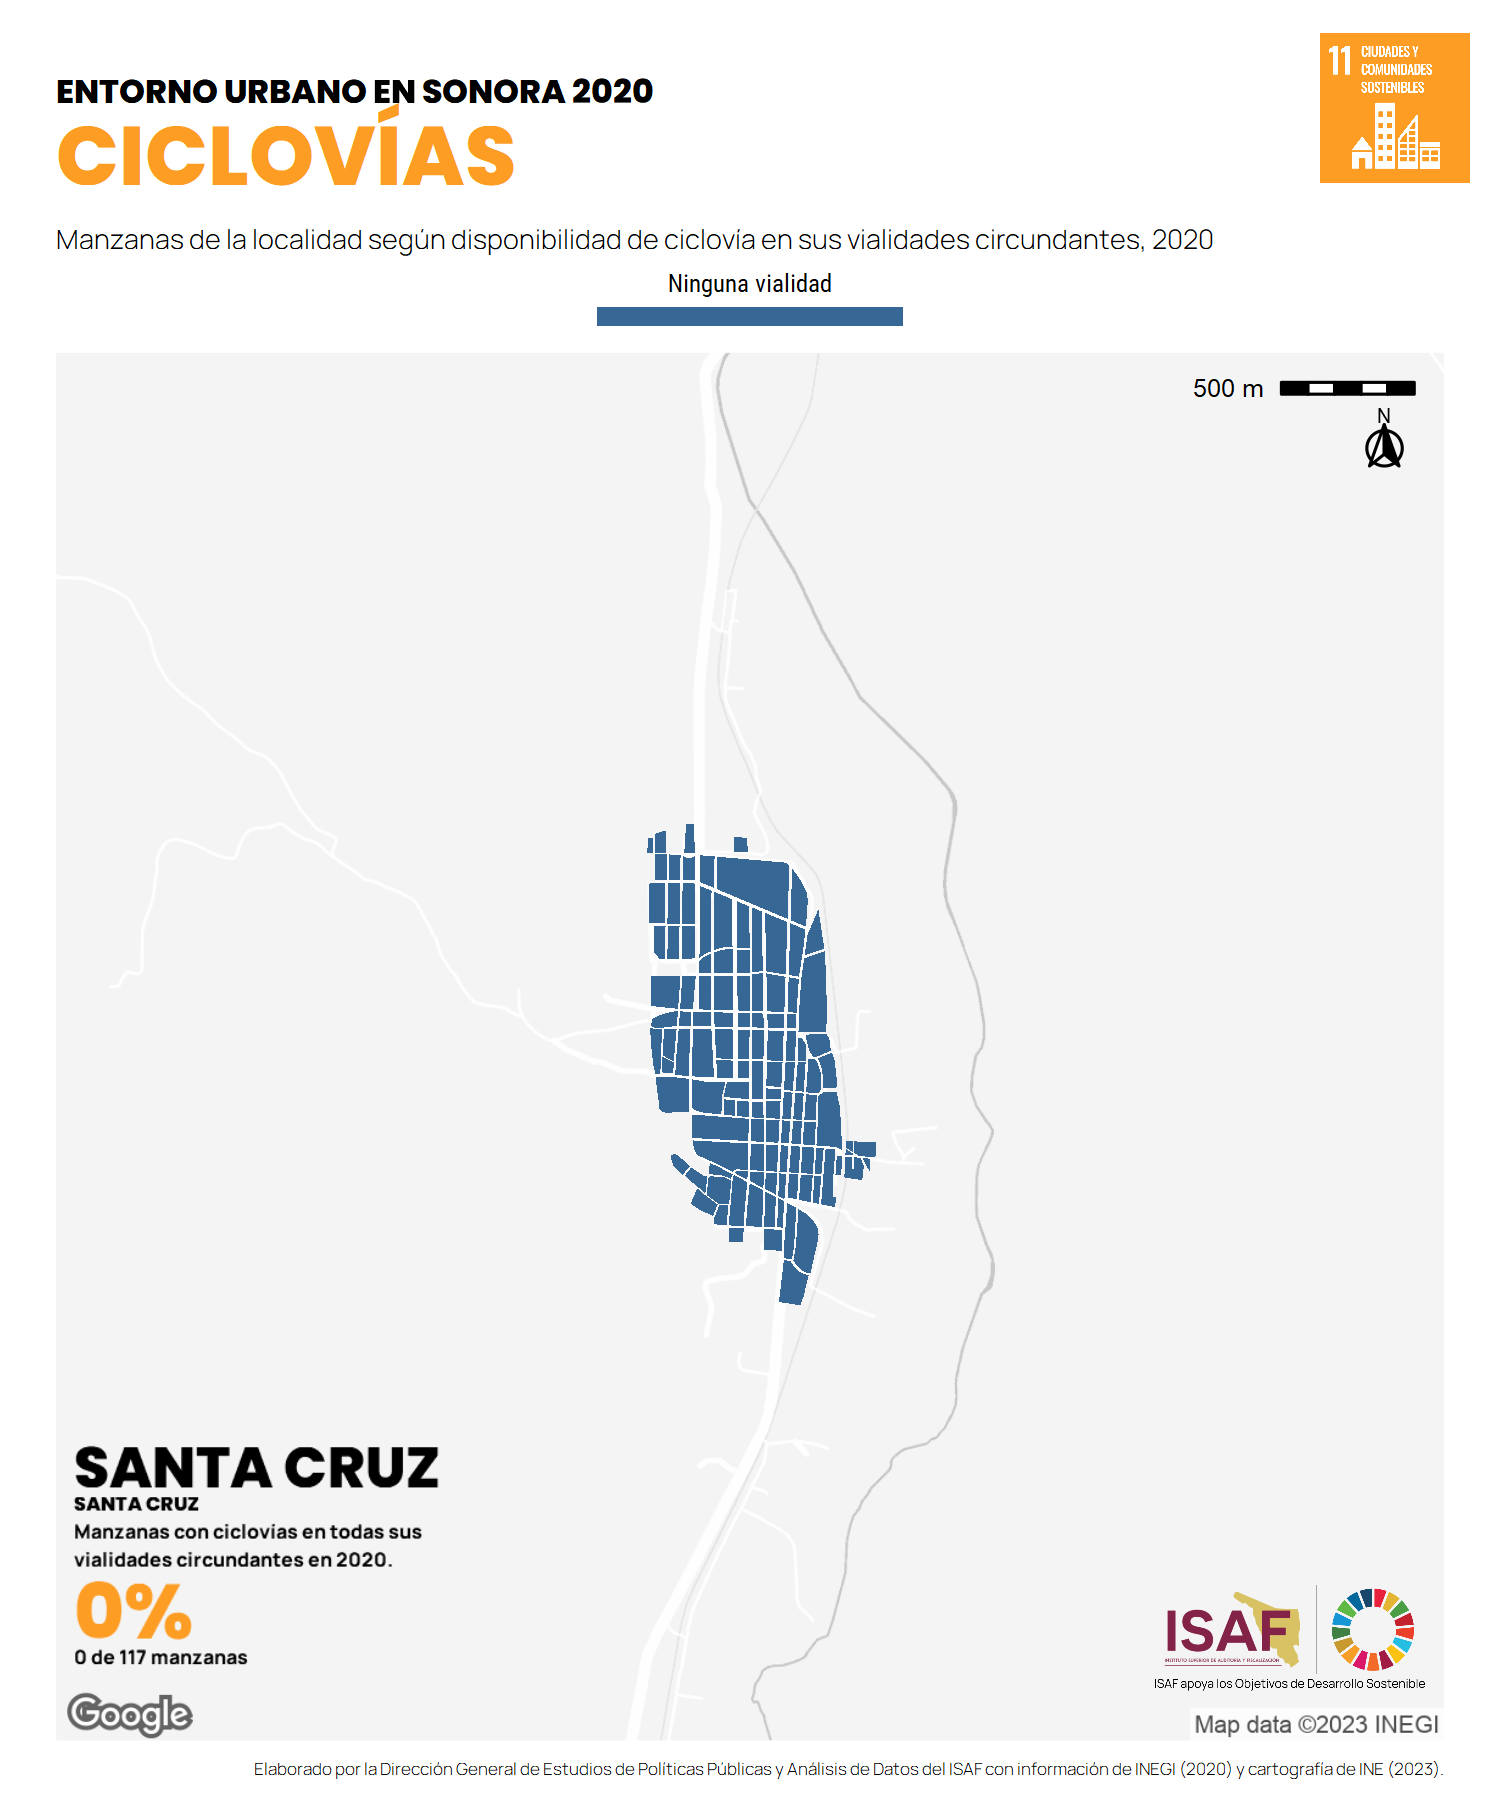 ENTORNO URBANO EN SONORA 2020
CICLOVÍAS
11 CIUDADES Y
COMUNIDADES
SOSTENIBLES
Manzanas de la localidad según disponibilidad de ciclovía en sus vialidades circundantes, 2020
Ninguna vialidad
500 m
N
SANTA CRUZ
SANTA CRUZ
Manzanas con ciclovias en todas sus
vialidades circundantes en 2020.
0%
0 de 117 manzanas
Google
ISAF
INSTITUTO SUPERIOR DE AUDITORÍA Y FISCALIZACIÓN
ISAF apoya los Objetivos de Desarrollo Sostenible
Map data ©2023 INEGI
Elaborado por la Dirección General de Estudios de Políticas Públicas y Análisis de Datos del ISAF con información de INEGI (2020) y cartografía de INE (2023).